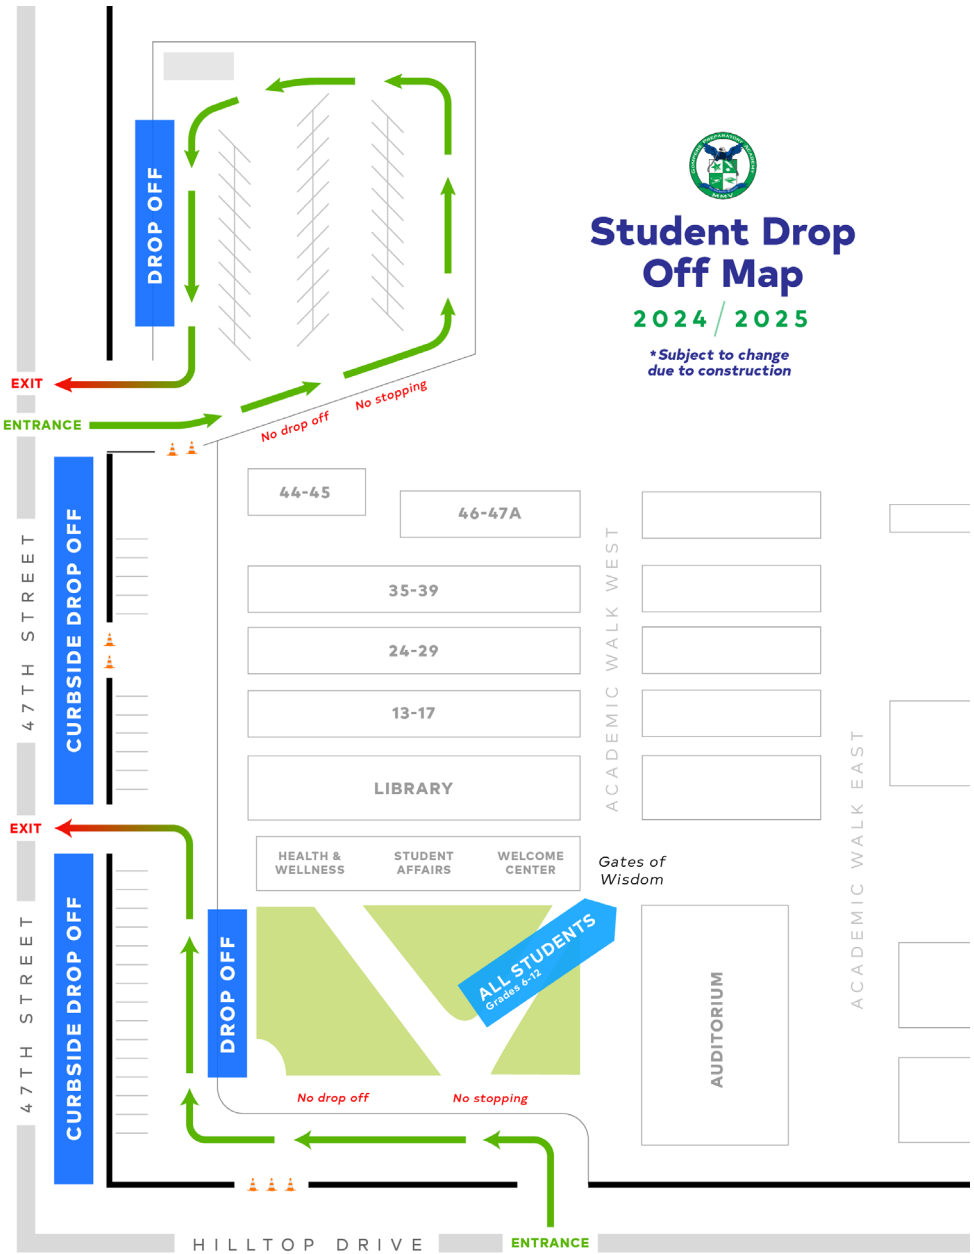 PREPARATORY ACADEMY
MMV
Student Drop
Off Map
2024/2025
*Subject to change
due to construction
DROP OFF
EXIT
ENTRANCE
No drop off
No stopping
47TH STREET
CURBSIDE DROP OFF
44-45
46-47A
35-39
24-29
13-17
LIBRARY
ACADEMIC WALK WEST
ACADEMIC WALK EAST
EXIT
HEALTH &
WELLNESS
STUDENT
AFFAIRS
WELCOME
CENTER
Gates of
Wisdom
47TH STREET
CURBSIDE DROP OFF
DROP OFF
ALL STUDENTS
Grades 6-12
AUDITORIUM
No drop off
No stopping
HILLTOP DRIVE
ENTRANCE